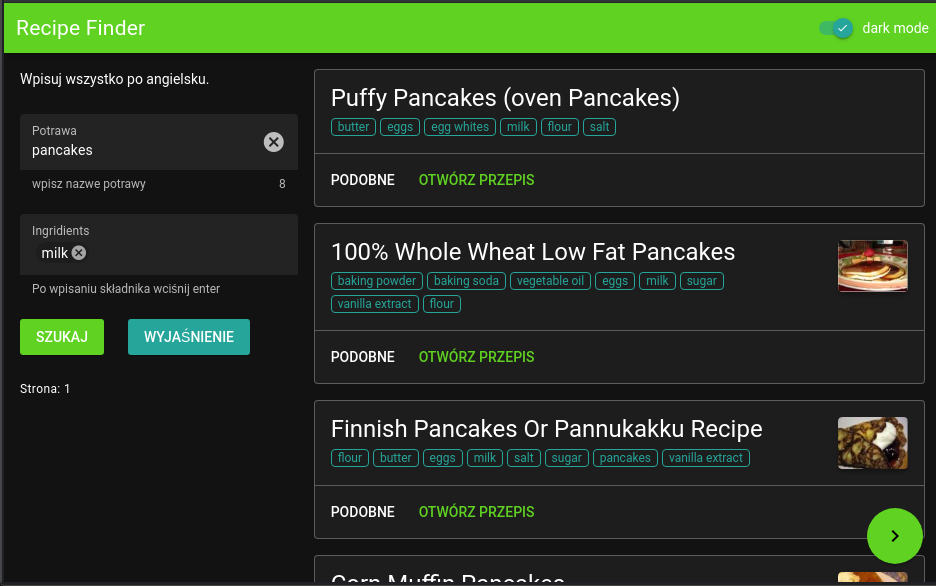 Recipe Finder
dark mode
Wpisuj wszystko po angielsku.
Potrawa
pancakes
wpisz nazwe potrawy 8
Ingridients
milk
Po wpisaniu składnika wciśnij enter
SZUKAJ WYJAŚNIENIE
Strona: 1
Puffy Pancakes (oven Pancakes)
butter eggs egg whites milk flour salt
PODOBNE OTWÓRZ PRZEPIS
100% Whole Wheat Low Fat Pancakes
baking powder baking soda vegetable oil eggs milk sugar
vanilla extract flour
PODOBNE OTWÓRZ PRZEPIS
Finnish Pancakes Or Pannukakku Recipe
flour butter eggs milk salt sugar pancakes vanilla extract
PODOBNE OTWÓRZ PRZEPIS
Corn Muffin Pancakes